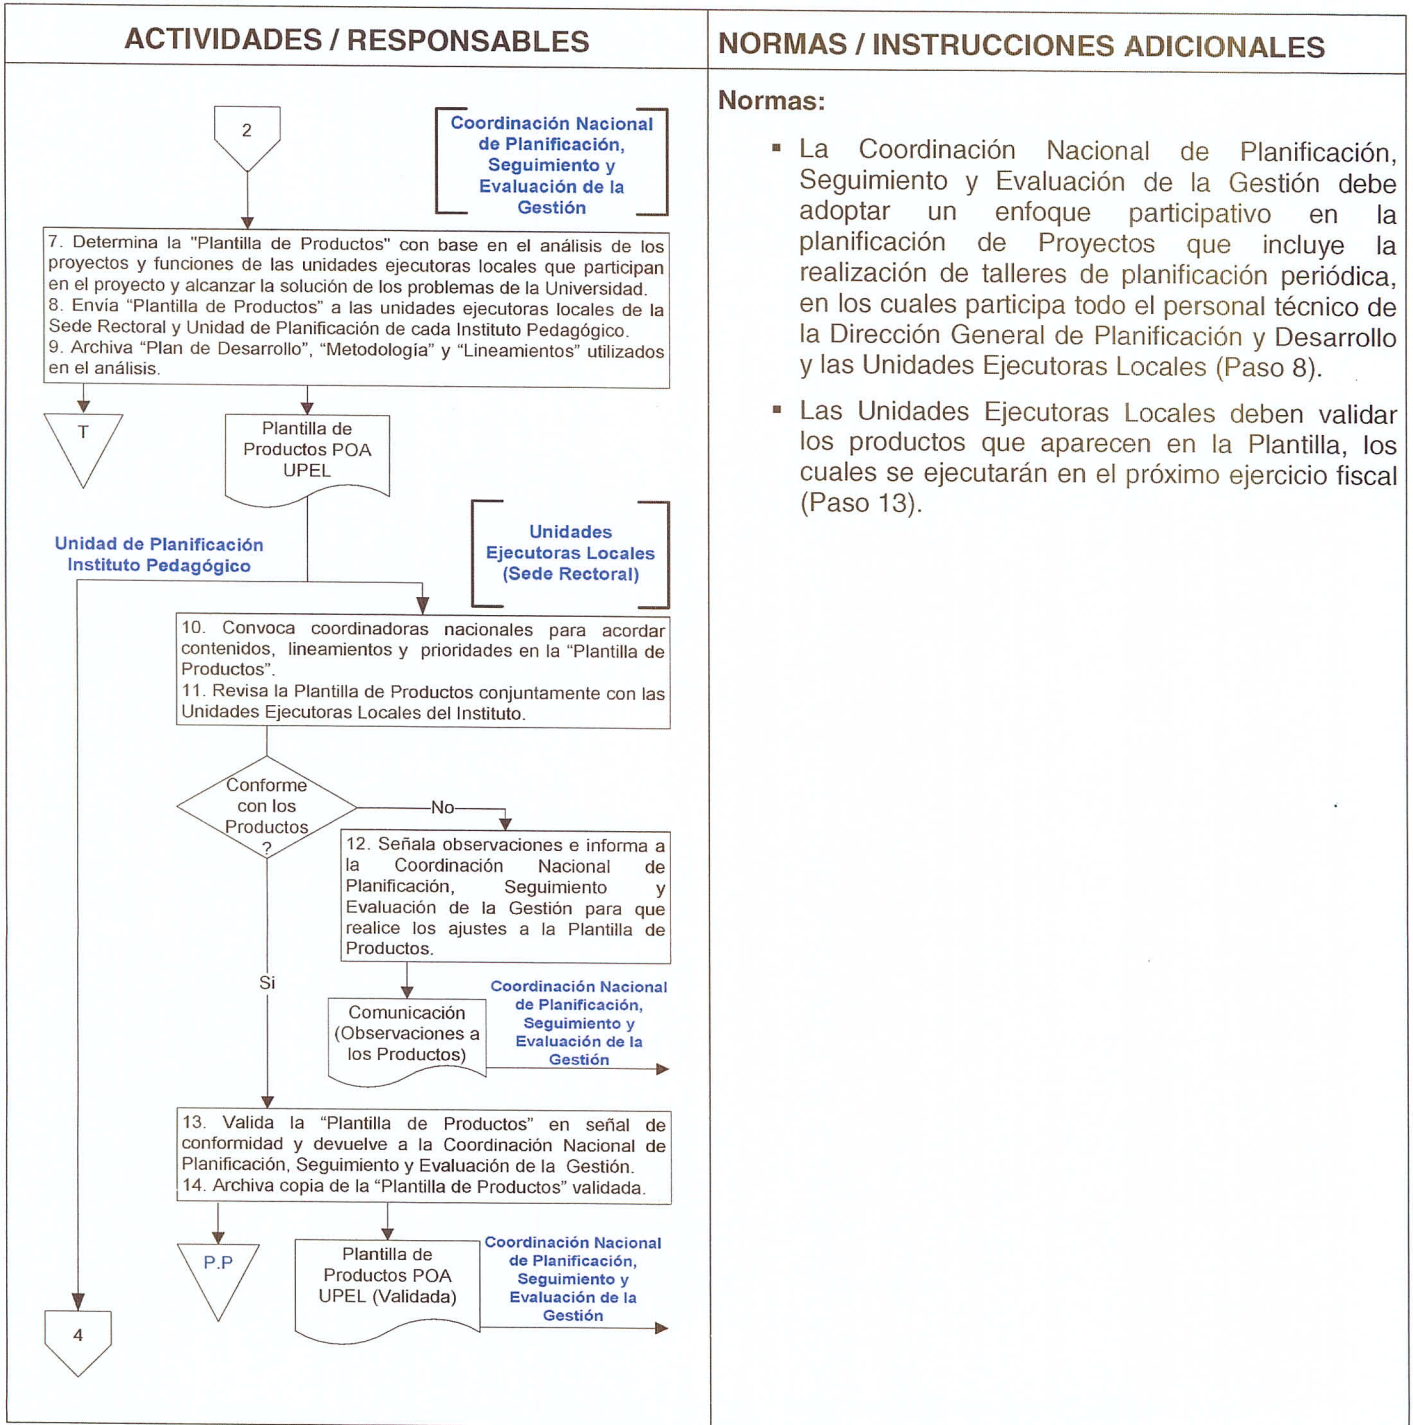 ACTIVIDADES / RESPONSABLES
NORMAS / INSTRUCCIONES ADICIONALES
2
Coordinación Nacional
de Planificación,
Seguimiento y
Evaluación de la
Gestión
7. Determina la "Plantilla de Productos" con base en el análisis de los
proyectos y funciones de las unidades ejecutoras locales que participan
en el proyecto y alcanzar la solución de los problemas de la Universidad.
8. Envía “Plantilla de Productos” a las unidades ejecutoras locales de la
Sede Rectoral y Unidad de Planificación de cada Instituto Pedagógico.
9. Archiva “Plan de Desarrollo”, “Metodología” y “Lineamientos” utilizados
en el análisis.
T
Plantilla de
Productos POA
UPEL
Unidad de Planificación
Instituto Pedagógico
Unidades
Ejecutoras Locales
(Sede Rectoral)
10. Convoca coordinadoras nacionales para acordar
contenidos, lineamientos y prioridades en la “Plantilla de
Productos”.
11. Revisa la Plantilla de Productos conjuntamente con las
Unidades Ejecutoras Locales del Instituto.
Conforme
con los
Productos
?
No
12. Señala observaciones e informa a
la Coordinación Nacional de
Planificación, Seguimiento y
Evaluación de la Gestión para que
realice los ajustes a la Plantilla de
Productos.
Si
Comunicación
(Observaciones a
los Productos)
Coordinación Nacional
de Planificación,
Seguimiento y
Evaluación de la
Gestión
13. Valida la “Plantilla de Productos” en señal de
conformidad y devuelve a la Coordinación Nacional de
Planificación, Seguimiento y Evaluación de la Gestión.
14. Archiva copia de la “Plantilla de Productos” validada.
P.P
Plantilla de
Productos POA
UPEL (Validada)
Coordinación Nacional
de Planificación,
Seguimiento y
Evaluación de la
Gestión
4
Normas:
▪ La Coordinación Nacional de Planificación,
Seguimiento y Evaluación de la Gestión debe
adoptar un enfoque participativo en la
planificación de Proyectos que incluye la
realización de talleres de planificación periódica,
en los cuales participa todo el personal técnico de
la Dirección General de Planificación y Desarrollo
y las Unidades Ejecutoras Locales (Paso 8).
▪ Las Unidades Ejecutoras Locales deben validar
los productos que aparecen en la Plantilla, los
cuales se ejecutarán en el próximo ejercicio fiscal
(Paso 13).